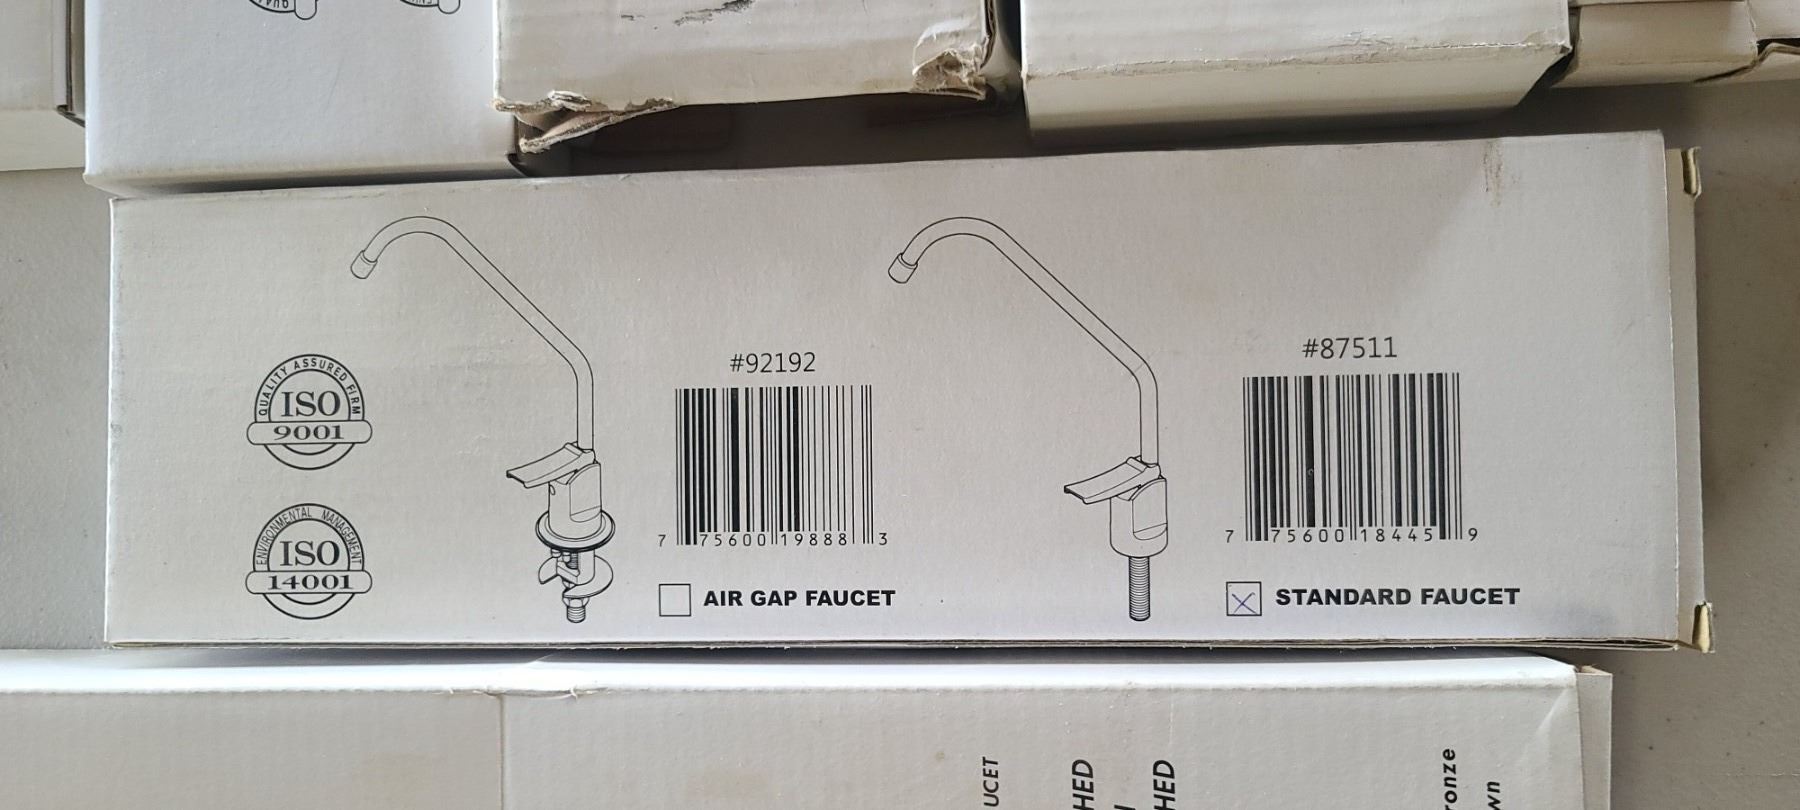 #92192
#87511
QUALITY ASSURED FIRM
ISO
9001
ENVIRONMENTAL MANAGEMENT
ISO
14001
7 75600 19888 3
7 75600 18445 9
AIR GAP FAUCET
STANDARD FAUCET
UCET
HED
HED
ronze
wn